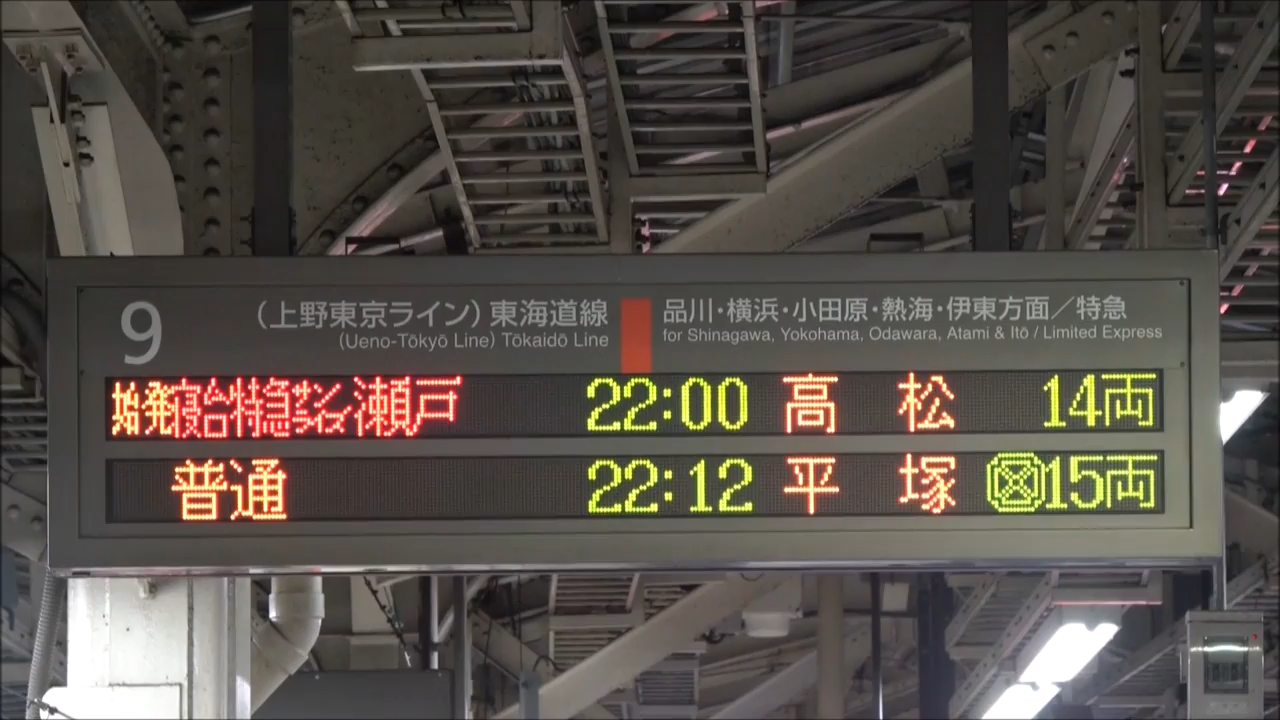 9
（上野東京ライン）東海道線
(Ueno-Tōkyō Line) Tōkaidō Line
品川・横浜・小田原・熱海・伊東方面／特急
for Shinagawa, Yokohama, Odawara, Atami & Itō / Limited Express
始発寝台特急サンライズ瀬戸 22:00 高松 14両
普通 22:12 平塚 15両